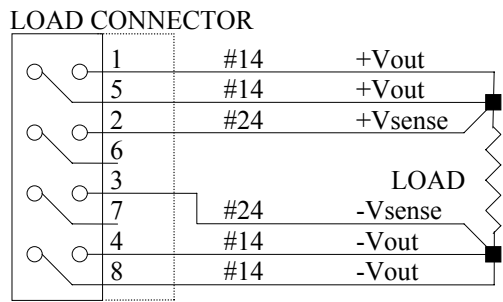 LOAD CONNECTOR
1 #14 +Vout
5 #14 +Vout
2 #24 +Vsense
6
3
LOAD
7 #24 -Vsense
4 #14 -Vout
8 #14 -Vout